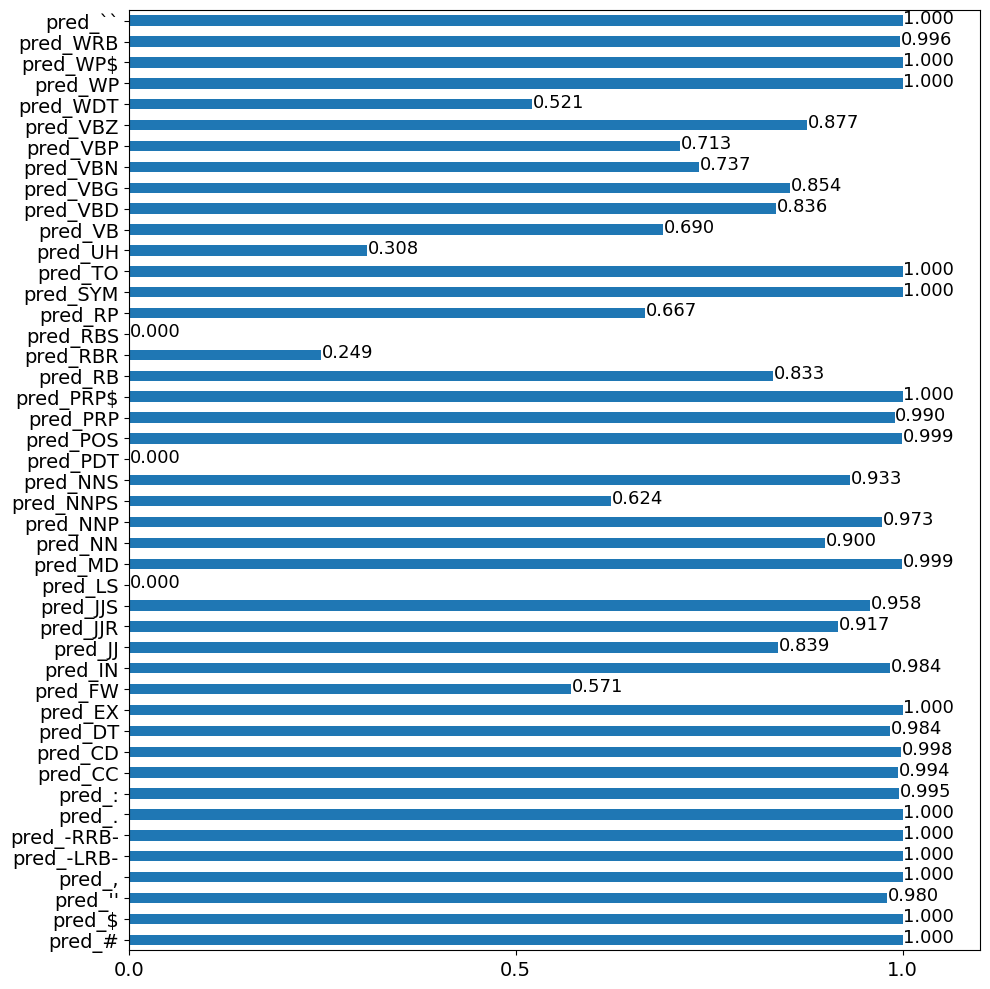 pred_`` 1.000
pred_WRB 0.996
pred_WP$ 1.000
pred_WP 1.000
pred_WDT 0.521
pred_VBZ 0.877
pred_VBP 0.713
pred_VBN 0.737
pred_VBG 0.854
pred_VBD 0.836
pred_VB 0.690
pred_UH 0.308
pred_TO 1.000
pred_SYM 1.000
pred_RP 0.667
pred_RBS 0.000
pred_RBR 0.249
pred_RB 0.833
pred_PRP$ 1.000
pred_PRP 0.990
pred_POS 0.999
pred_PDT 0.000
pred_NNS 0.933
pred_NNPS 0.624
pred_NNP 0.973
pred_NN 0.900
pred_MD 0.999
pred_LS 0.000
pred_JJS 0.958
pred_JJR 0.917
pred_JJ 0.839
pred_IN 0.984
pred_FW 0.571
pred_EX 1.000
pred_DT 0.984
pred_CD 0.998
pred_CC 0.994
pred_: 0.995
pred_. 1.000
pred_-RRB- 1.000
pred_-LRB- 1.000
pred_, 1.000
pred_'' 0.980
pred_$ 1.000
pred_# 1.000
0.0 0.5 1.0